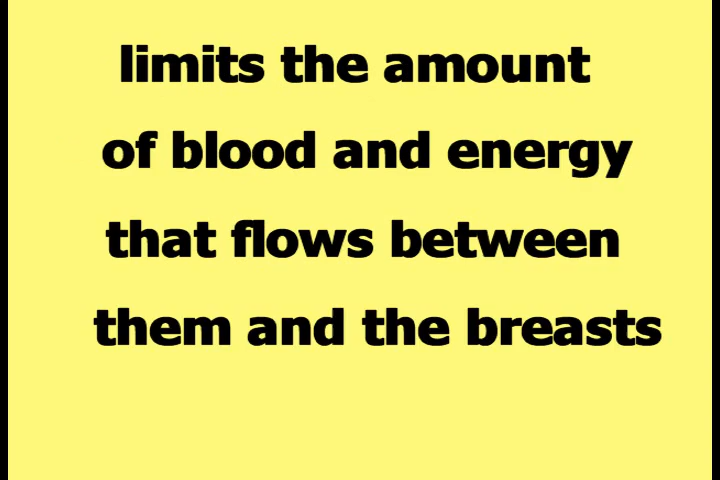 limits the amount
of blood and energy
that flows between
them and the breasts